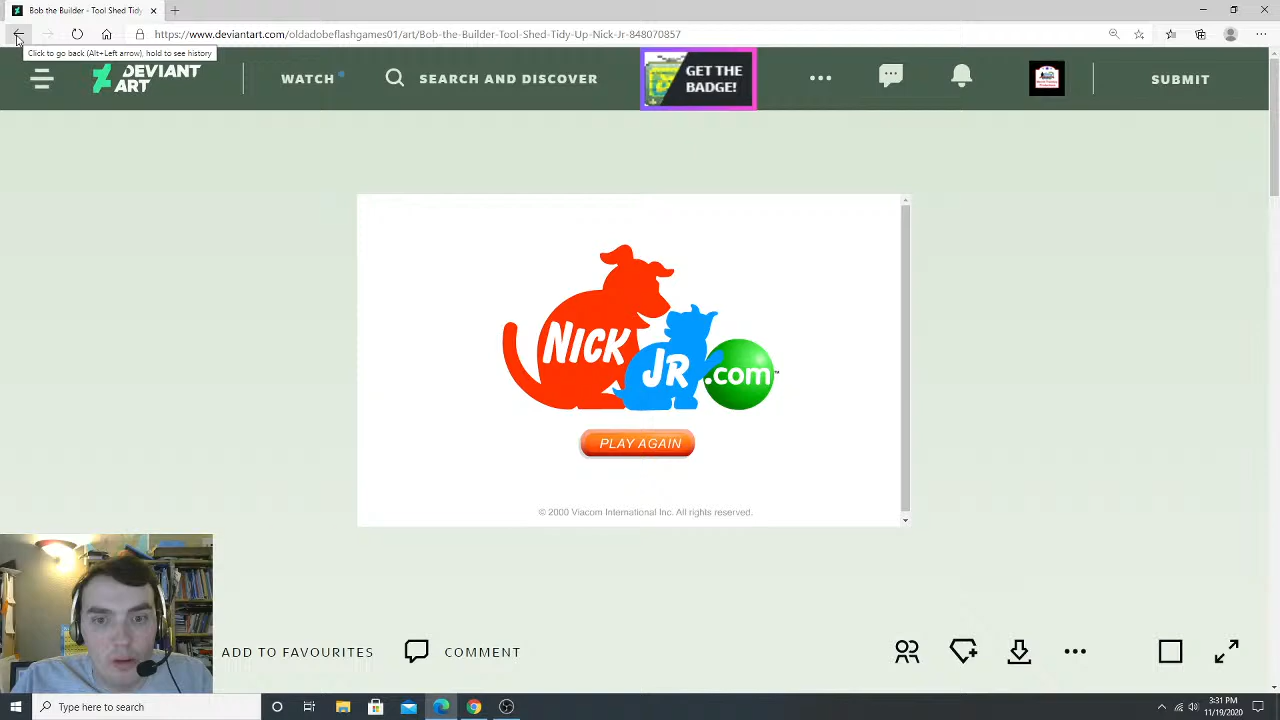 Bob the Builder - Tool Shed Tidy
https://www.deviantart.com/oldadobeflashgames01/art/Bob-the-Builder-Tool-Shed-Tidy-Up-Nick-Jr-848070857
Click to go back (Alt+Left arrow), hold to see history
DEVIANT
ART
WATCH
SEARCH AND DISCOVER
GET THE
BADGE!
SUBMIT
NICK
JR
.com™
PLAY AGAIN
© 2000 Viacom International Inc. All rights reserved.
ADD TO FAVOURITES
COMMENT
Type here to search
3:31 PM
11/19/2020